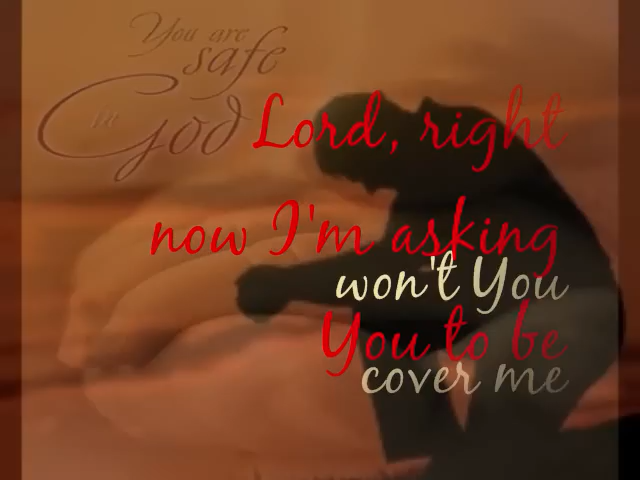 You are
safe
in
God
Lord, right
now I'm asking
won't You
You to be
cover me